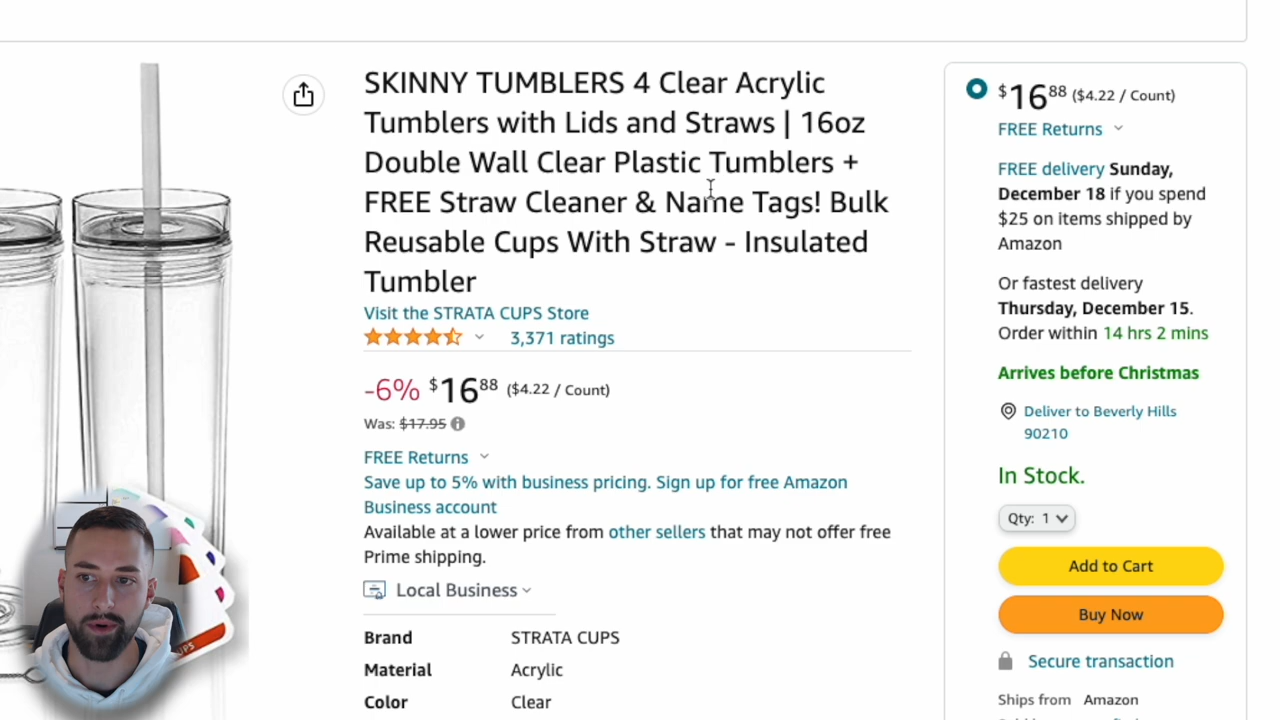 SKINNY TUMBLERS 4 Clear Acrylic
Tumblers with Lids and Straws | 16oz
Double Wall Clear Plastic Tumblers +
FREE Straw Cleaner & Name Tags! Bulk
Reusable Cups With Straw - Insulated
Tumbler
Visit the STRATA CUPS Store
3,371 ratings
-6% $16 88 ($4.22 / Count)
Was: $17.95
FREE Returns
Save up to 5% with business pricing. Sign up for free Amazon
Business account
Available at a lower price from other sellers that may not offer free
Prime shipping.
Local Business
Brand STRATA CUPS
Material Acrylic
Color Clear
$16 88 ($4.22 / Count)
FREE Returns
FREE delivery Sunday,
December 18 if you spend
$25 on items shipped by
Amazon
Or fastest delivery
Thursday, December 15.
Order within 14 hrs 2 mins
Arrives before Christmas
Deliver to Beverly Hills
90210
In Stock.
Qty: 1
Add to Cart
Buy Now
Secure transaction
Ships from Amazon